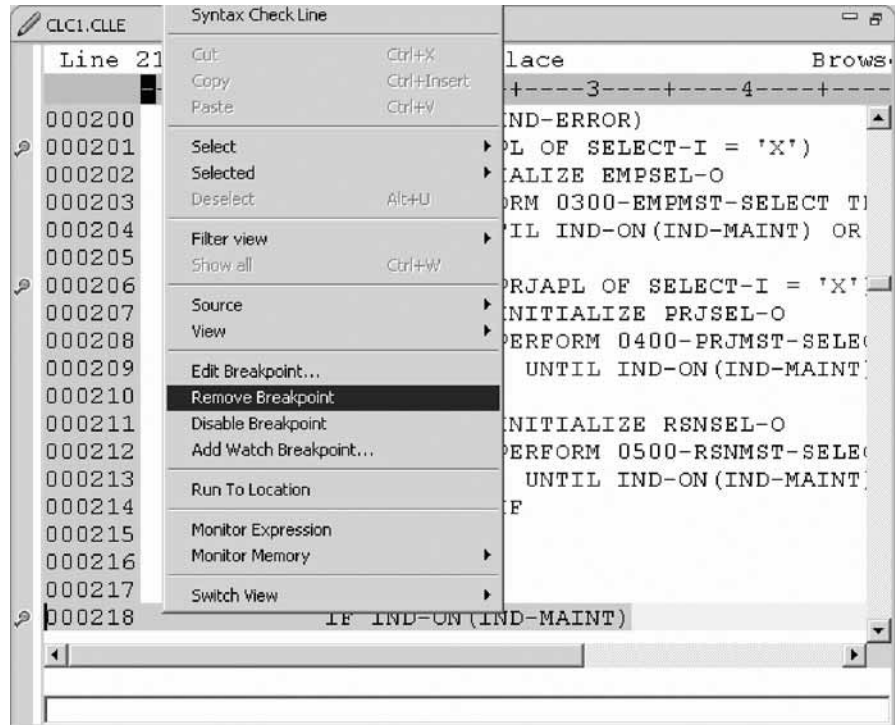 CLC1.CLLE
Line 21
lace Brows
+----3----+----4----+----
Syntax Check Line
Cut Ctrl+X
Copy Ctrl+Insert
Paste Ctrl+V
Select
Selected
Deselect Alt+U
Filter view
Show all Ctrl+W
Source
View
Edit Breakpoint...
Remove Breakpoint
Disable Breakpoint
Add Watch Breakpoint...
Run To Location
Monitor Expression
Monitor Memory
Switch View
000200 IND-ERROR)
000201 PL OF SELECT-I = 'X')
000202 IALIZE EMPSEL-O
000203 ORM 0300-EMPMST-SELECT T
000204 TIL IND-ON(IND-MAINT) OR
000205
000206 PRJAPL OF SELECT-I = 'X'
000207 INITIALIZE PRJSEL-O
000208 PERFORM 0400-PRJMST-SELE
000209 UNTIL IND-ON(IND-MAINT)
000210
000211 INITIALIZE RSNSEL-O
000212 PERFORM 0500-RSNMST-SELE
000213 UNTIL IND-ON(IND-MAINT)
000214 IF
000215
000216
000217
000218 IF IND-ON(IND-MAINT)